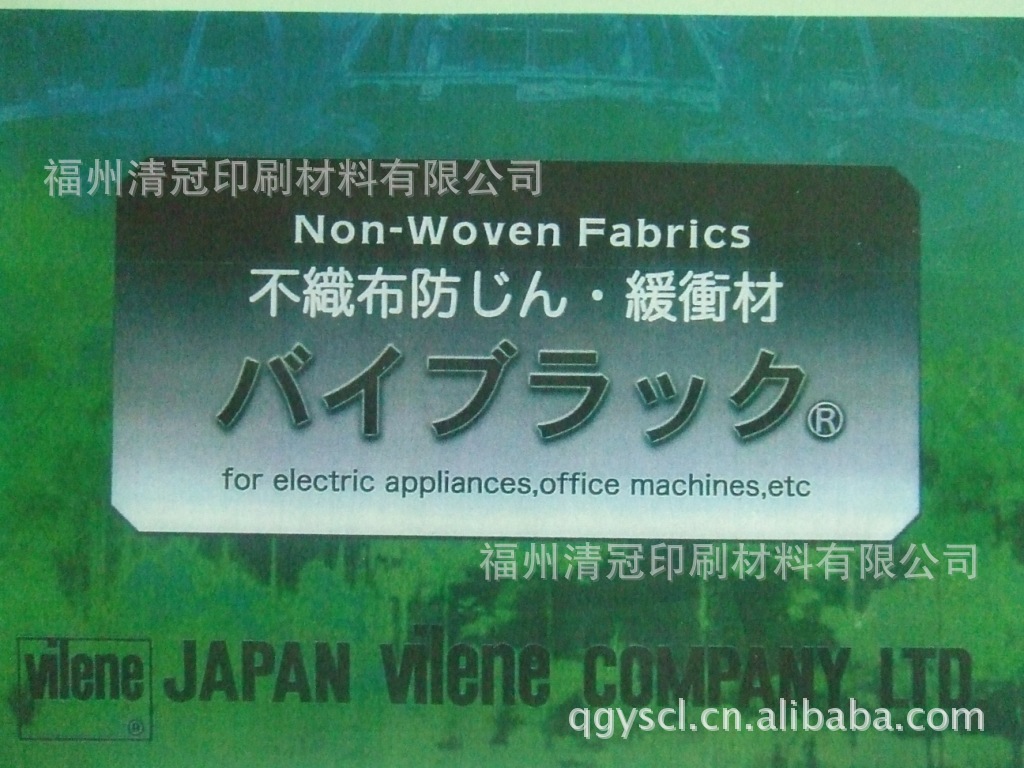 福州清冠印刷材料有限公司
Non-Woven Fabrics
不織布防じん・緩衝材
バイブラック®
for electric appliances,office machines,etc
福州清冠印刷材料有限公司
vilene® JAPAN vilene COMPANY LTD
qgyscl.cn.alibaba.com